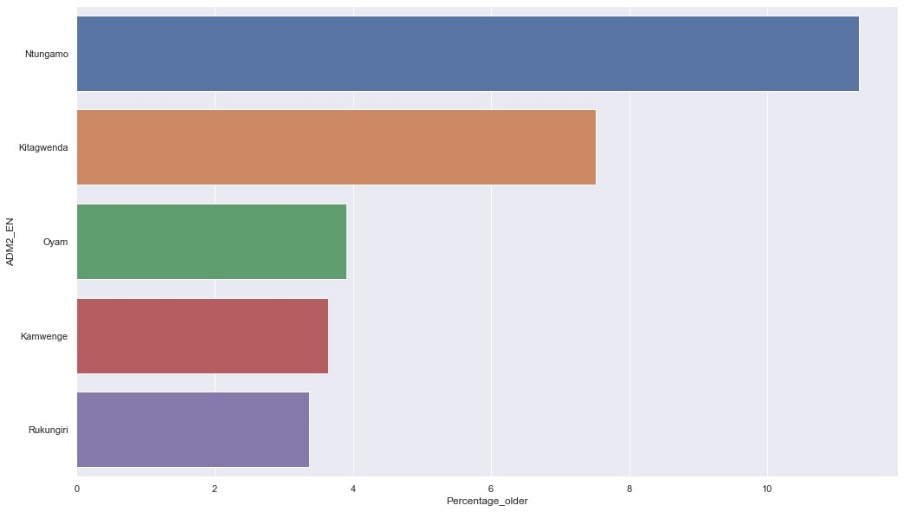 Ntungamo
Kitagwenda
Oyam
Kamwenge
Rukungiri
ADM2_EN
0 2 4 6 8 10
Percentage_older